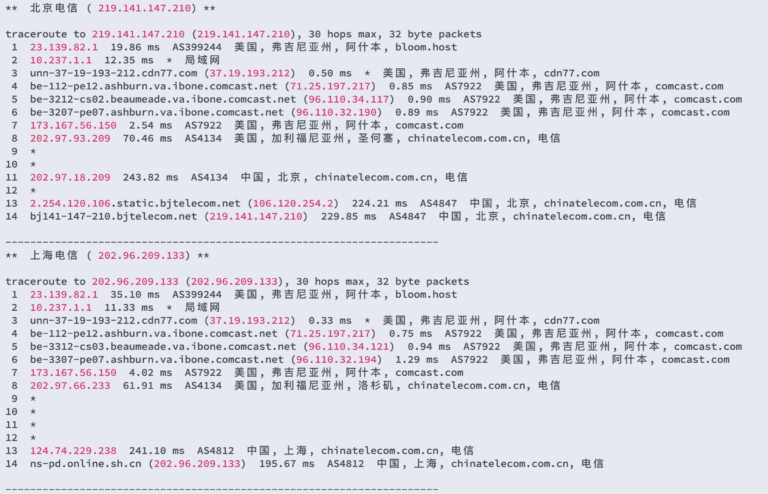 ** 北京电信 ( 219.141.147.210) **
traceroute to 219.141.147.210 (219.141.147.210), 30 hops max, 32 byte packets
1 23.139.82.1 19.86 ms AS399244 美国, 弗吉尼亚州, 阿什本, bloom.host
2 10.237.1.1 12.35 ms * 局域网
3 unn-37-19-193-212.cdn77.com (37.19.193.212) 0.50 ms * 美国, 弗吉尼亚州, 阿什本, cdn77.com
4 be-112-pe12.ashburn.va.ibone.comcast.net (71.25.197.217) 0.85 ms AS7922 美国, 弗吉尼亚州, 阿什本, comcast.com
5 be-3212-cs02.beaumeade.va.ibone.comcast.net (96.110.34.117) 0.90 ms AS7922 美国, 弗吉尼亚州, 阿什本, comcast.com
6 be-3207-pe07.ashburn.va.ibone.comcast.net (96.110.32.190) 0.89 ms AS7922 美国, 弗吉尼亚州, 阿什本, comcast.com
7 173.167.56.150 2.54 ms AS7922 美国, 弗吉尼亚州, 阿什本, comcast.com
8 202.97.93.209 70.46 ms AS4134 美国, 加利福尼亚州, 圣何塞, chinatelecom.com.cn, 电信
9 *
10 *
11 202.97.18.209 243.82 ms AS4134 中国, 北京, chinatelecom.com.cn, 电信
12 *
13 2.254.120.106.static.bjtelecom.net (106.120.254.2) 224.21 ms AS4847 中国, 北京, chinatelecom.com.cn, 电信
14 bj141-147-210.bjtelecom.net (219.141.147.210) 229.85 ms AS4847 中国, 北京, chinatelecom.com.cn, 电信
----------------------------------------------------------------------
** 上海电信 ( 202.96.209.133) **
traceroute to 202.96.209.133 (202.96.209.133), 30 hops max, 32 byte packets
1 23.139.82.1 35.10 ms AS399244 美国, 弗吉尼亚州, 阿什本, bloom.host
2 10.237.1.1 11.33 ms * 局域网
3 unn-37-19-193-212.cdn77.com (37.19.193.212) 0.33 ms * 美国, 弗吉尼亚州, 阿什本, cdn77.com
4 be-112-pe12.ashburn.va.ibone.comcast.net (71.25.197.217) 0.75 ms AS7922 美国, 弗吉尼亚州, 阿什本, comcast.com
5 be-3312-cs03.beaumeade.va.ibone.comcast.net (96.110.34.121) 0.94 ms AS7922 美国, 弗吉尼亚州, 阿什本, comcast.com
6 be-3307-pe07.ashburn.va.ibone.comcast.net (96.110.32.194) 1.29 ms AS7922 美国, 弗吉尼亚州, 阿什本, comcast.com
7 173.167.56.150 4.02 ms AS7922 美国, 弗吉尼亚州, 阿什本, comcast.com
8 202.97.66.233 61.91 ms AS4134 美国, 加利福尼亚州, 洛杉矶, chinatelecom.com.cn, 电信
9 *
10 *
11 *
12 *
13 124.74.229.238 241.10 ms AS4812 中国, 上海, chinatelecom.com.cn, 电信
14 ns-pd.online.sh.cn (202.96.209.133) 195.67 ms AS4812 中国, 上海, chinatelecom.com.cn, 电信
----------------------------------------------------------------------